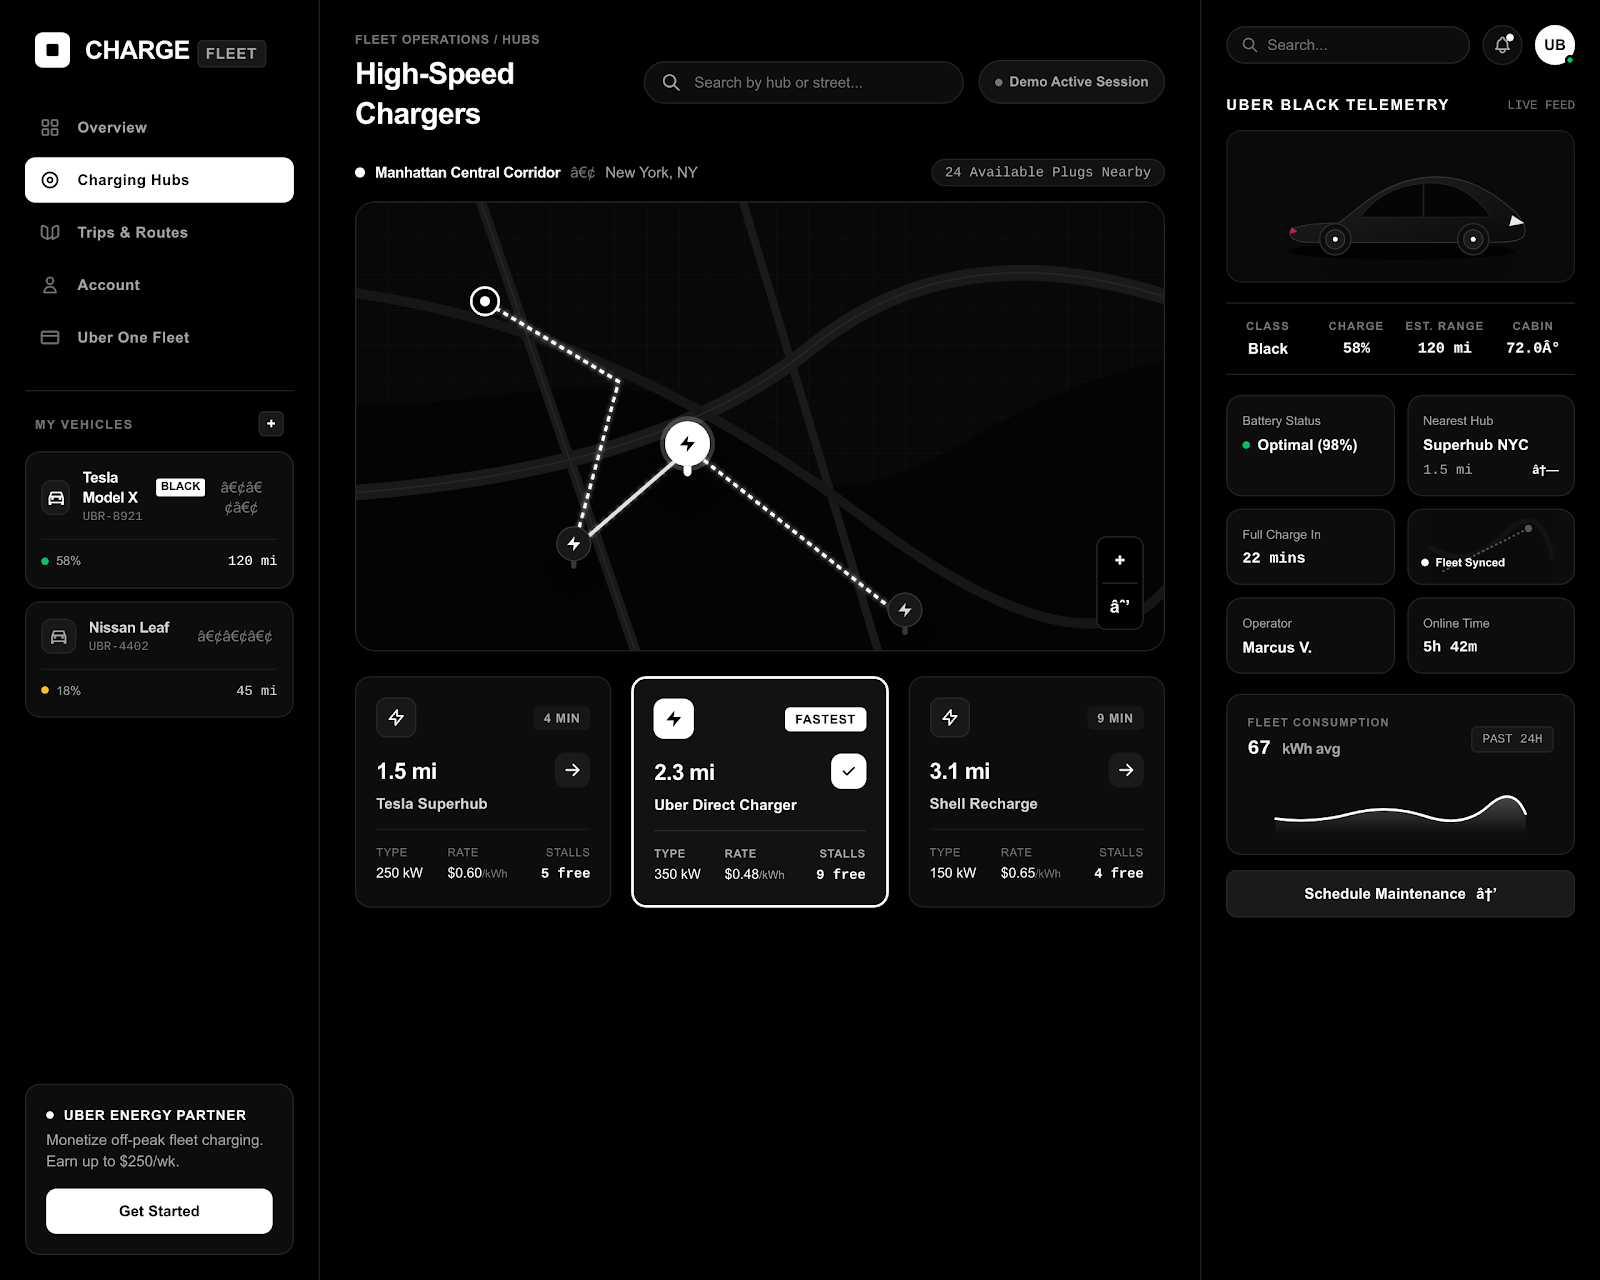 CHARGE FLEET
Overview
Charging Hubs
Trips & Routes
Account
Uber One Fleet
MY VEHICLES
+
Tesla
Model X
BLACK
â€¢â€
¢â€¢
UBR-8921
58%
120 mi
Nissan Leaf
â€¢â€¢â€¢
UBR-4402
18%
45 mi
UBER ENERGY PARTNER
Monetize off-peak fleet charging.
Earn up to $250/wk.
Get Started
FLEET OPERATIONS / HUBS
High-Speed
Chargers
Search by hub or street...
Demo Active Session
Manhattan Central Corridor â€¢ New York, NY
24 Available Plugs Nearby
+
âˆ’
4 MIN
1.5 mi
Tesla Superhub
TYPE RATE STALLS
250 kW $0.60/kWh 5 free
FASTEST
2.3 mi
Uber Direct Charger
TYPE RATE STALLS
350 kW $0.48/kWh 9 free
9 MIN
3.1 mi
Shell Recharge
TYPE RATE STALLS
150 kW $0.65/kWh 4 free
Search...
UB
UBER BLACK TELEMETRY
LIVE FEED
CLASS CHARGE EST. RANGE CABIN
Black 58% 120 mi 72.0Â°
Battery Status
Optimal (98%)
Nearest Hub
Superhub NYC
1.5 mi â†—
Full Charge In
22 mins
Fleet Synced
Operator
Marcus V.
Online Time
5h 42m
FLEET CONSUMPTION
67 kWh avg
PAST 24H
Schedule Maintenance â†’